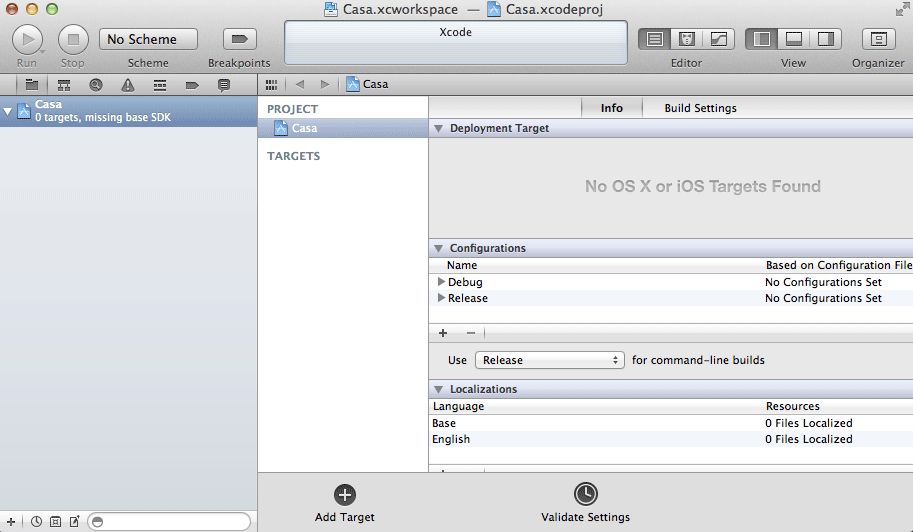 Casa.xcworkspace — Casa.xcodeproj
No Scheme
Xcode
Run Stop Scheme Breakpoints Editor View Organizer
Casa
Casa
0 targets, missing base SDK
PROJECT
Casa
TARGETS
Info Build Settings
Deployment Target
No OS X or iOS Targets Found
Configurations
Name Based on Configuration File
Debug No Configurations Set
Release No Configurations Set
Use Release for command-line builds
Localizations
Language Resources
Base 0 Files Localized
English 0 Files Localized
Add Target Validate Settings